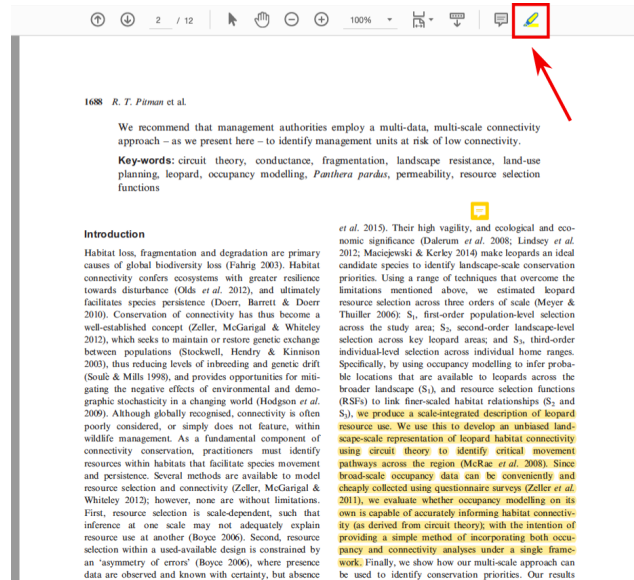 2 / 12 100%
1688 R. T. Pitman et al.
We recommend that management authorities employ a multi-data, multi-scale connectivity
approach – as we present here – to identify management units at risk of low connectivity.
Key-words: circuit theory, conductance, fragmentation, landscape resistance, land-use
planning, leopard, occupancy modelling, Panthera pardus, permeability, resource selection
functions
Introduction
Habitat loss, fragmentation and degradation are primary
causes of global biodiversity loss (Fahrig 2003). Habitat
connectivity confers ecosystems with greater resilience
towards disturbance (Olds et al. 2012), and ultimately
facilitates species persistence (Doerr, Barrett & Doerr
2010). Conservation of connectivity has thus become a
well-established concept (Zeller, McGarigal & Whiteley
2012), which seeks to maintain or restore genetic exchange
between populations (Stockwell, Hendry & Kinnison
2003), thus reducing levels of inbreeding and genetic drift
(Soulè & Mills 1998), and provides opportunities for miti-
gating the negative effects of environmental and demo-
graphic stochasticity in a changing world (Hodgson et al.
2009). Although globally recognised, connectivity is often
poorly considered, or simply does not feature, within
wildlife management. As a fundamental component of
connectivity conservation, practitioners must identify
resources within habitats that facilitate species movement
and persistence. Several methods are available to model
resource selection and connectivity (Zeller, McGarigal &
Whiteley 2012); however, none are without limitations.
First, resource selection is scale-dependent, such that
inference at one scale may not adequately explain
resource use at another (Boyce 2006). Second, resource
selection within a used-available design is constrained by
an ‘asymmetry of errors’ (Boyce 2006), where presence
data are observed and known with certainty, but absence
et al. 2015). Their high vagility, and ecological and eco-
nomic significance (Dalerum et al. 2008; Lindsey et al.
2012; Maciejewski & Kerley 2014) make leopards an ideal
candidate species to identify landscape-scale conservation
priorities. Using a range of techniques that overcome the
limitations mentioned above, we estimated leopard
resource selection across three orders of scale (Meyer &
Thuiller 2006): S₁, first-order population-level selection
across the study area; S₂, second-order landscape-level
selection across key leopard areas; and S₃, third-order
individual-level selection across individual home ranges.
Specifically, by using occupancy modelling to infer proba-
ble locations that are available to leopards across the
broader landscape (S₁), and resource selection functions
(RSFs) to link finer-scaled habitat relationships (S₂ and
S₃), we produce a scale-integrated description of leopard
resource use. We use this to develop an unbiased land-
scape-scale representation of leopard habitat connectivity
using circuit theory to identify critical movement
pathways across the region (McRae et al. 2008). Since
broad-scale occupancy data can be conveniently and
cheaply collected using questionnaire surveys (Zeller et al.
2011), we evaluate whether occupancy modelling on its
own is capable of accurately informing habitat connectiv-
ity (as derived from circuit theory); with the intention of
providing a simple method of incorporating both occu-
pancy and connectivity analyses under a single frame-
work. Finally, we show how our multi-scale approach can
be used to identify conservation priorities. Our results